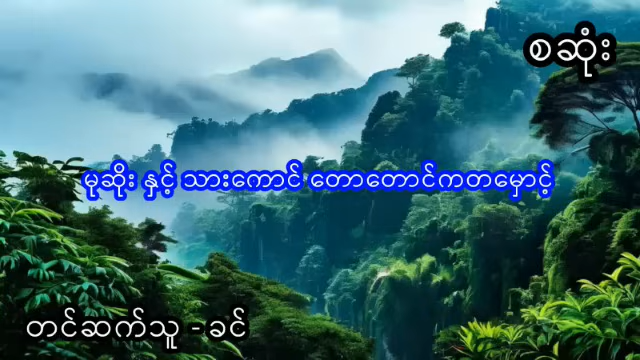 စဆုံး
မုဆိုး နှင့် သားကောင် တောတောင်ကတမှောင့်
တင်ဆက်သူ - ခင်